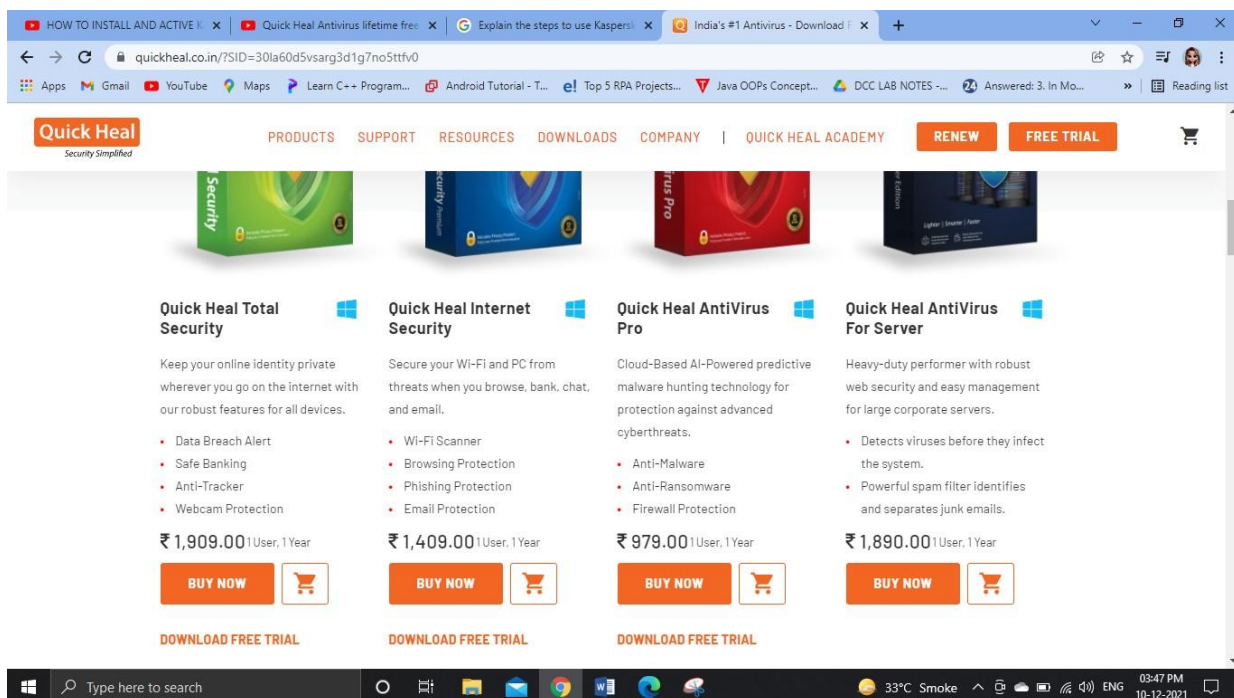 HOW TO INSTALL AND ACTIVE K
Quick Heal Antivirus lifetime free
Explain the steps to use Kaspersk
India's #1 Antivirus - Download F
quickheal.co.in/?SID=30la60d5vsarg3d1g7no5ttfv0
Apps Gmail YouTube Maps Learn C++ Program... Android Tutorial - T... Top 5 RPA Projects... Java OOPs Concept... DCC LAB NOTES -... Answered: 3. In Mo... » Reading list
Quick Heal
Security Simplified
PRODUCTS SUPPORT RESOURCES DOWNLOADS COMPANY | QUICK HEAL ACADEMY RENEW FREE TRIAL
Security
Security Premium
irus Pro
er Edition
Lighter | Smarter | Faster
Quick Heal Total
Security
Keep your online identity private
wherever you go on the internet with
our robust features for all devices.
• Data Breach Alert
• Safe Banking
• Anti-Tracker
• Webcam Protection
₹ 1,909.00 1 User, 1 Year
BUY NOW
DOWNLOAD FREE TRIAL
Quick Heal Internet
Security
Secure your Wi-Fi and PC from
threats when you browse, bank, chat,
and email.
• Wi-Fi Scanner
• Browsing Protection
• Phishing Protection
• Email Protection
₹ 1,409.00 1 User, 1 Year
BUY NOW
DOWNLOAD FREE TRIAL
Quick Heal AntiVirus
Pro
Cloud-Based AI-Powered predictive
malware hunting technology for
protection against advanced
cyberthreats.
• Anti-Malware
• Anti-Ransomware
• Firewall Protection
₹ 979.00 1 User, 1 Year
BUY NOW
DOWNLOAD FREE TRIAL
Quick Heal AntiVirus
For Server
Heavy-duty performer with robust
web security and easy management
for large corporate servers.
• Detects viruses before they infect
the system.
• Powerful spam filter identifies
and separates junk emails.
₹ 1,890.00 1 User, 1 Year
BUY NOW
Type here to search
33°C Smoke
ENG
03:47 PM
10-12-2021